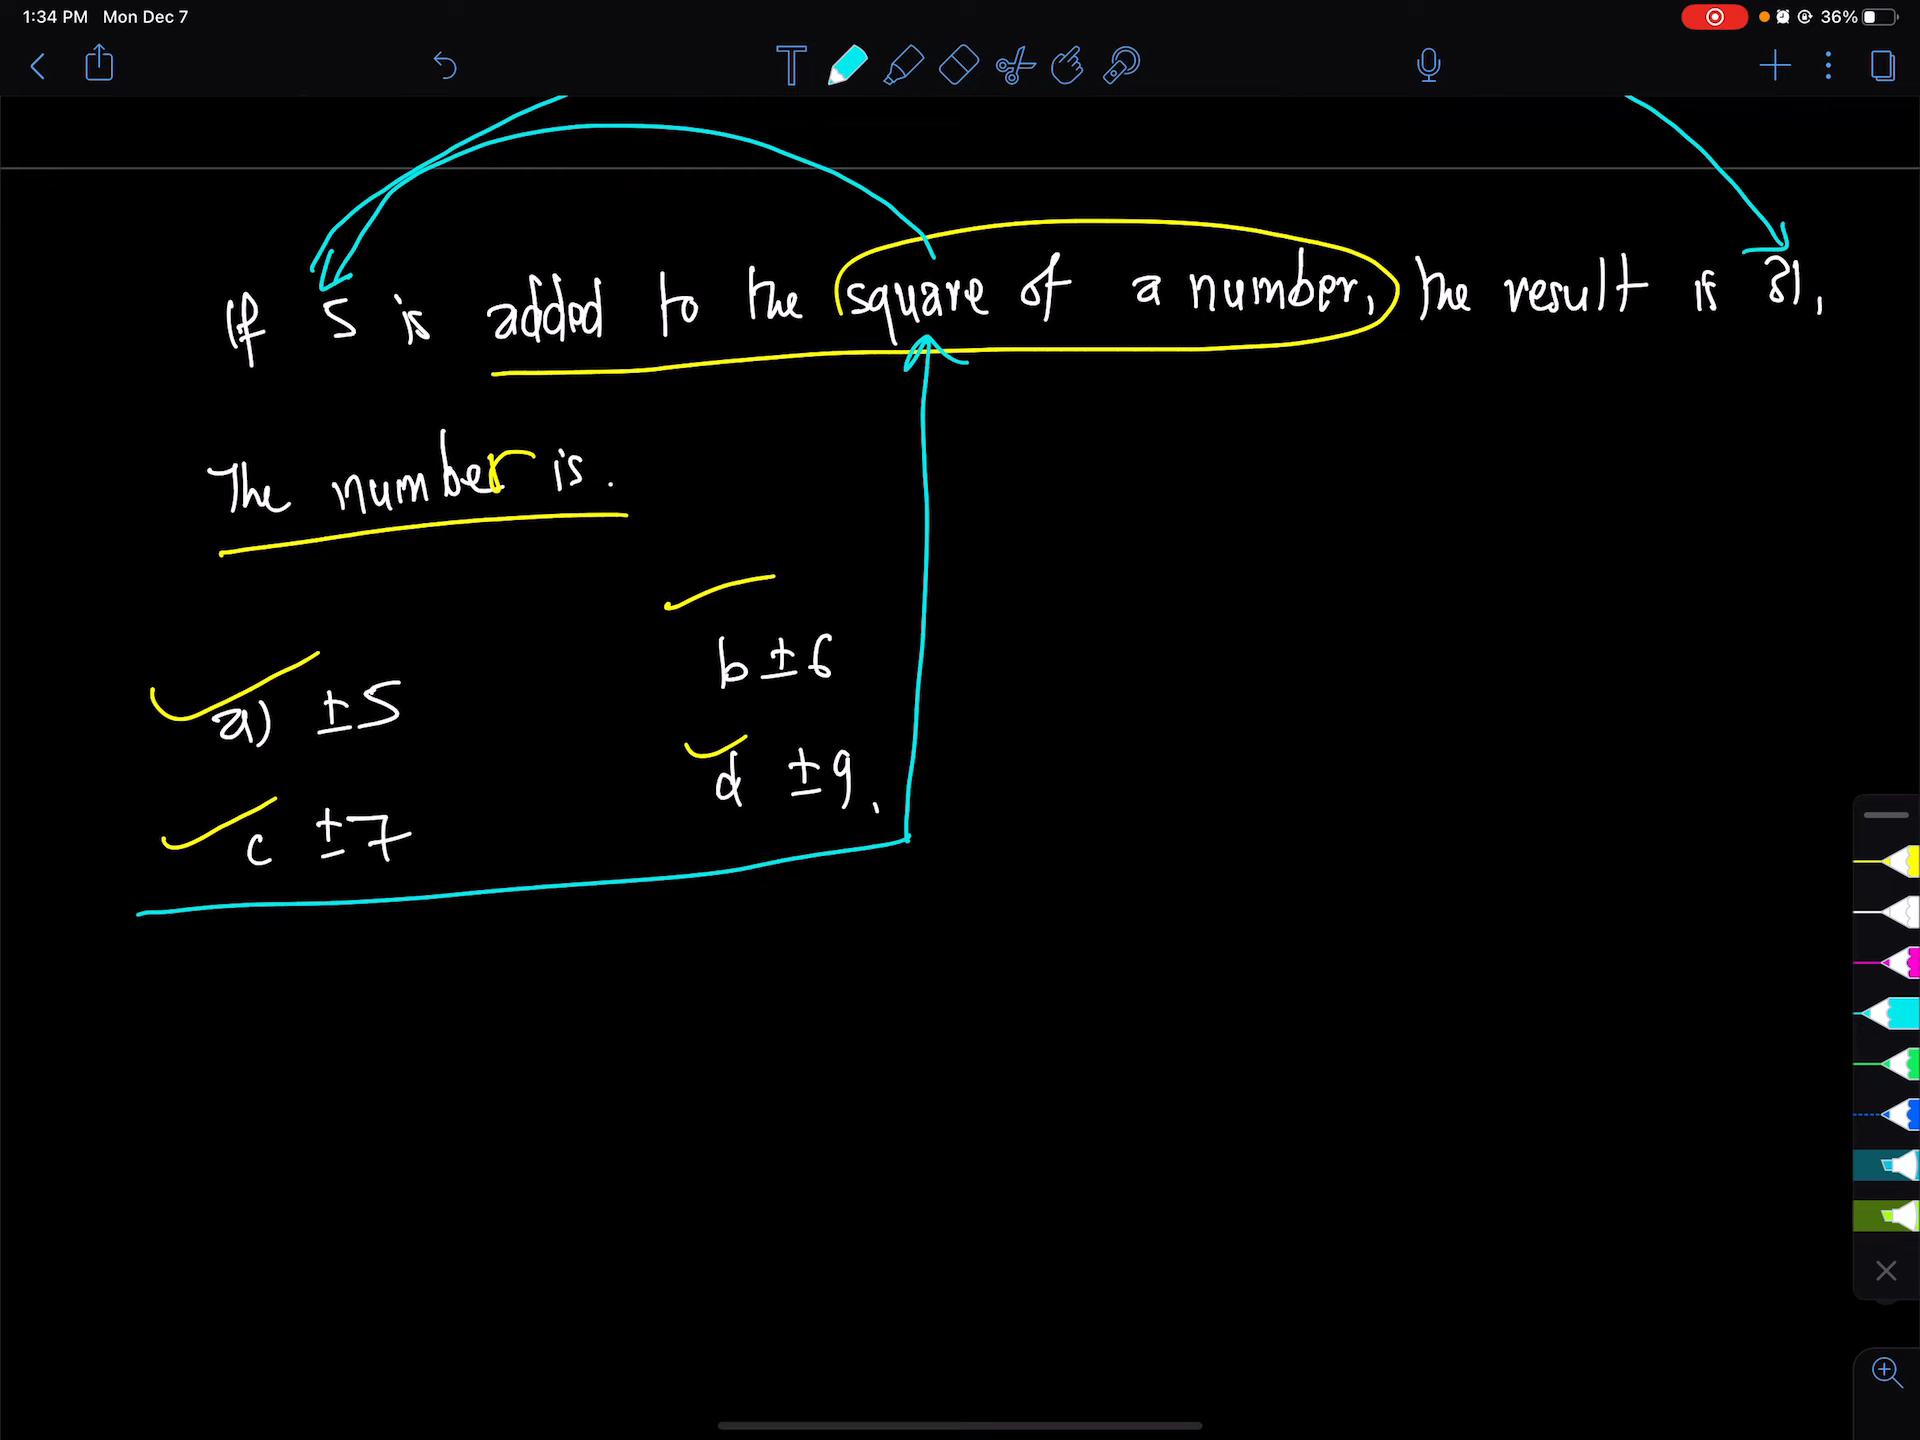 1:34 PM Mon Dec 7
36%
If 5 is added to the square of a number, the result is 31,
The number is.
a) ±5
b ±6
c ±7
d ±9,